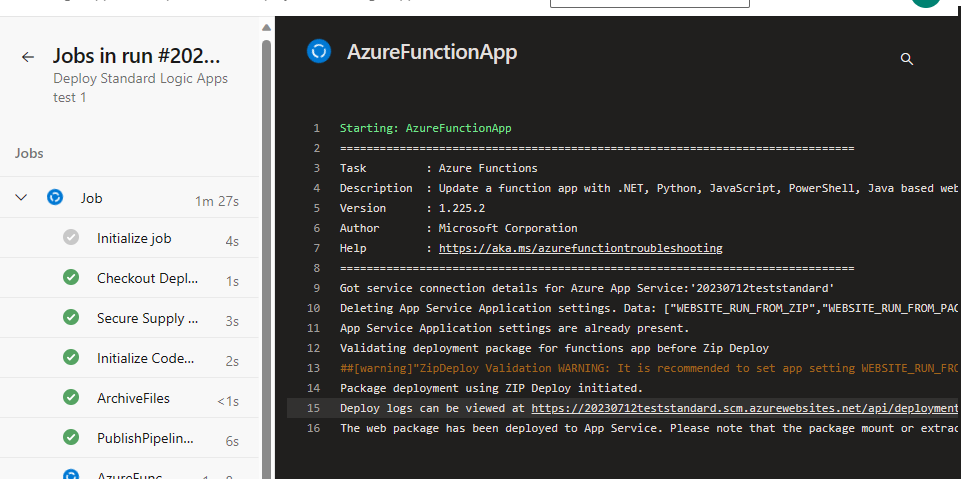 Jobs in run #202...
Deploy Standard Logic Apps
test 1
Jobs
Job 1m 27s
Initialize job 4s
Checkout Depl... 1s
Secure Supply ... 3s
Initialize Code... 2s
ArchiveFiles <1s
PublishPipelin... 6s
AzureFunc
AzureFunctionApp
1 Starting: AzureFunctionApp
2 ==============================================================================
3 Task : Azure Functions
4 Description : Update a function app with .NET, Python, JavaScript, PowerShell, Java based web
5 Version : 1.225.2
6 Author : Microsoft Corporation
7 Help : https://aka.ms/azurefunctiontroubleshooting
8 ==============================================================================
9 Got service connection details for Azure App Service:'20230712teststandard'
10 Deleting App Service Application settings. Data: ["WEBSITE_RUN_FROM_ZIP","WEBSITE_RUN_FROM_PAC
11 App Service Application settings are already present.
12 Validating deployment package for functions app before Zip Deploy
13 ##[warning]"ZipDeploy Validation WARNING: It is recommended to set app setting WEBSITE_RUN_FRO
14 Package deployment using ZIP Deploy initiated.
15 Deploy logs can be viewed at https://20230712teststandard.scm.azurewebsites.net/api/deployment
16 The web package has been deployed to App Service. Please note that the package mount or extrac